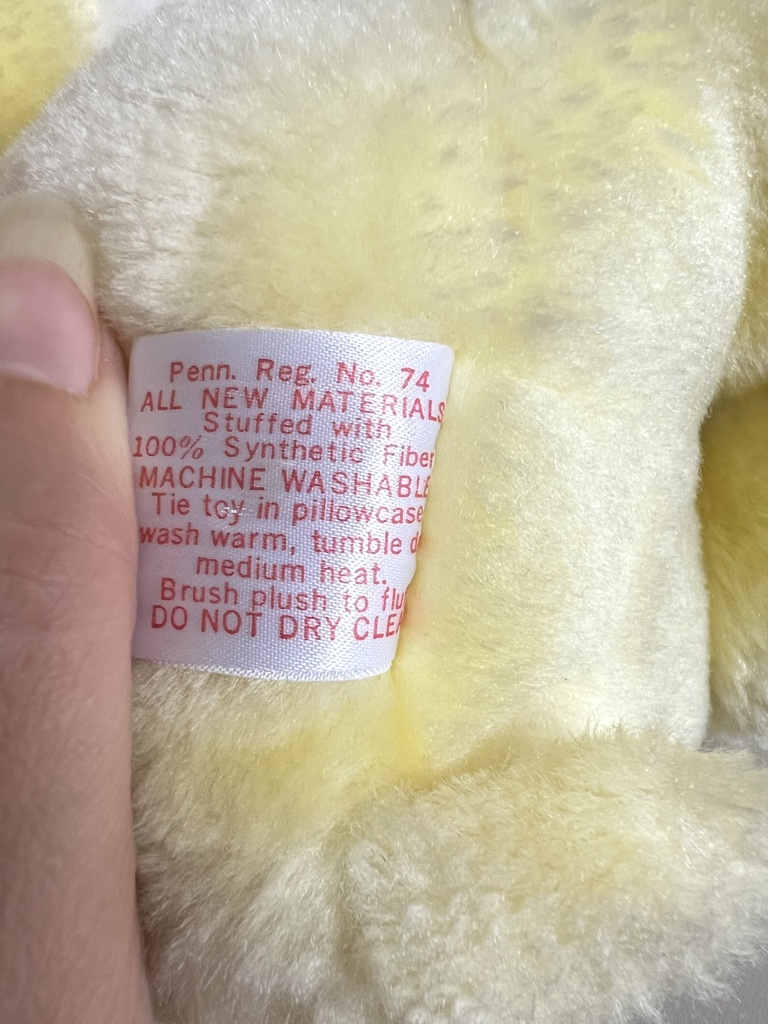 Penn. Reg. No. 74
ALL NEW MATERIALS
Stuffed with
100% Synthetic Fiber
MACHINE WASHABLE
Tie toy in pillowcase
wash warm, tumble
medium heat.
Brush plush to
DO NOT DRY